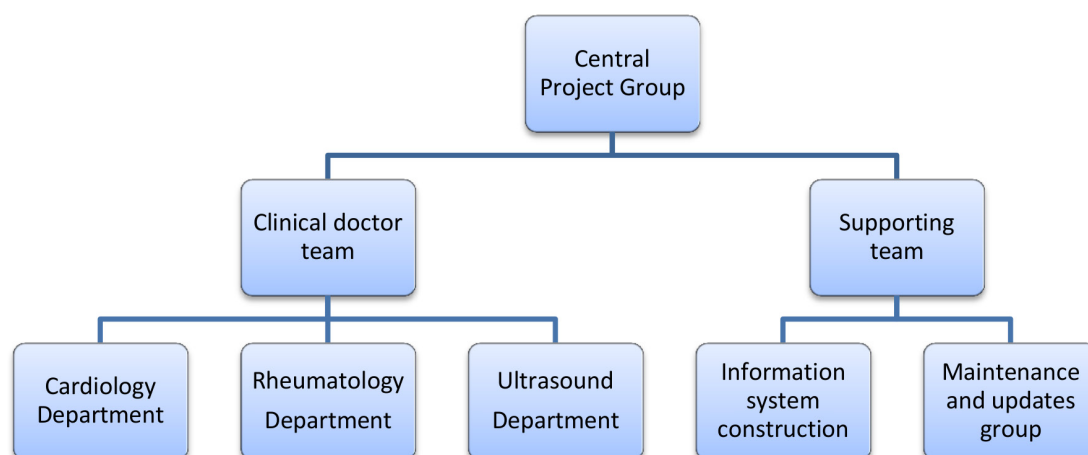 Central
Project Group
Clinical doctor
team
Supporting
team
Cardiology
Department
Rheumatology
Department
Ultrasound
Department
Information
system
construction
Maintenance
and updates
group